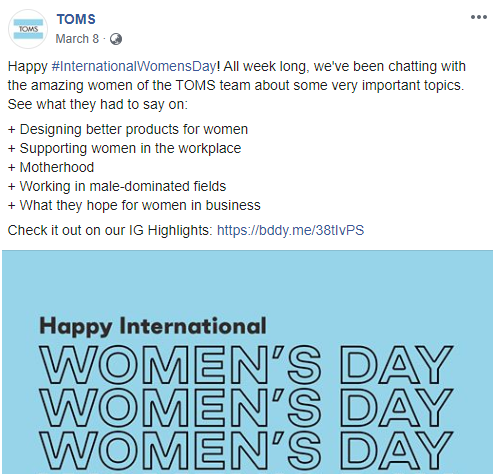 TOMS
TOMS
March 8 ·
Happy #InternationalWomensDay! All week long, we've been chatting with
the amazing women of the TOMS team about some very important topics.
See what they had to say on:
+ Designing better products for women
+ Supporting women in the workplace
+ Motherhood
+ Working in male-dominated fields
+ What they hope for women in business
Check it out on our IG Highlights: https://bddy.me/38tIvPS
Happy International
WOMEN'S DAY
WOMEN'S DAY
WOMEN'S DAY